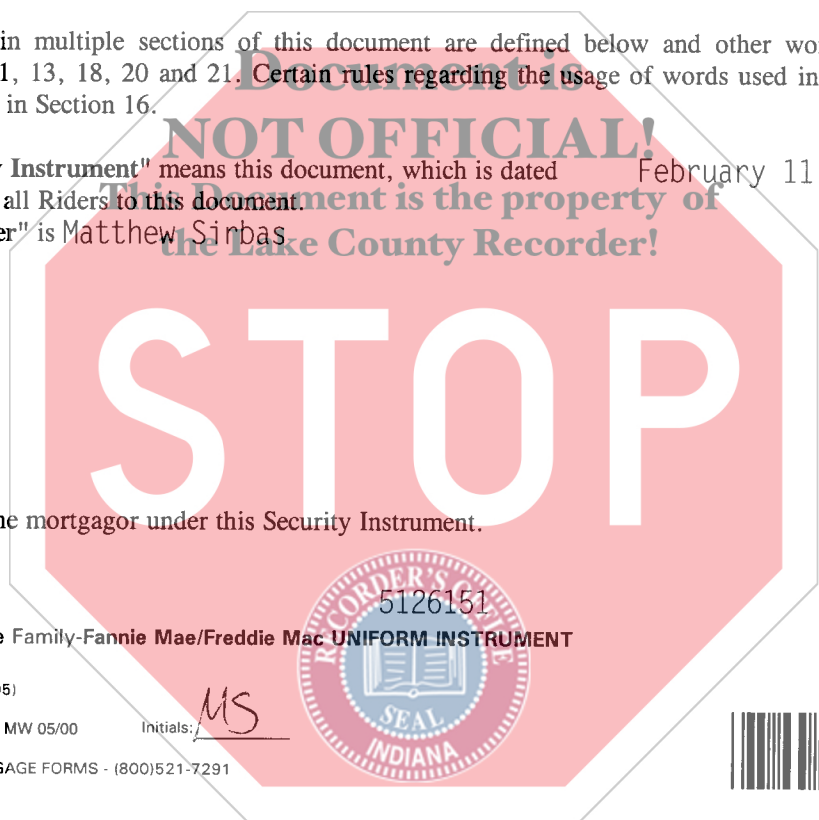 in multiple sections of this document are defined below and other wo
1, 13, 18, 20 and 21. Certain rules regarding the usage of words used in
in Section 16.
Document is
NOT OFFICIAL!
This Document is the property of
the Lake County Recorder!
y Instrument" means this document, which is dated February 11
all Riders to this document.
er" is Matthew Sirbas
STOP
he mortgagor under this Security Instrument.
RECORDER'S OFFICE
SEAL
INDIANA
5126151
e Family-Fannie Mae/Freddie Mac UNIFORM INSTRUMENT
05)
MW 05/00 Initials: MS
GAGE FORMS - (800)521-7291